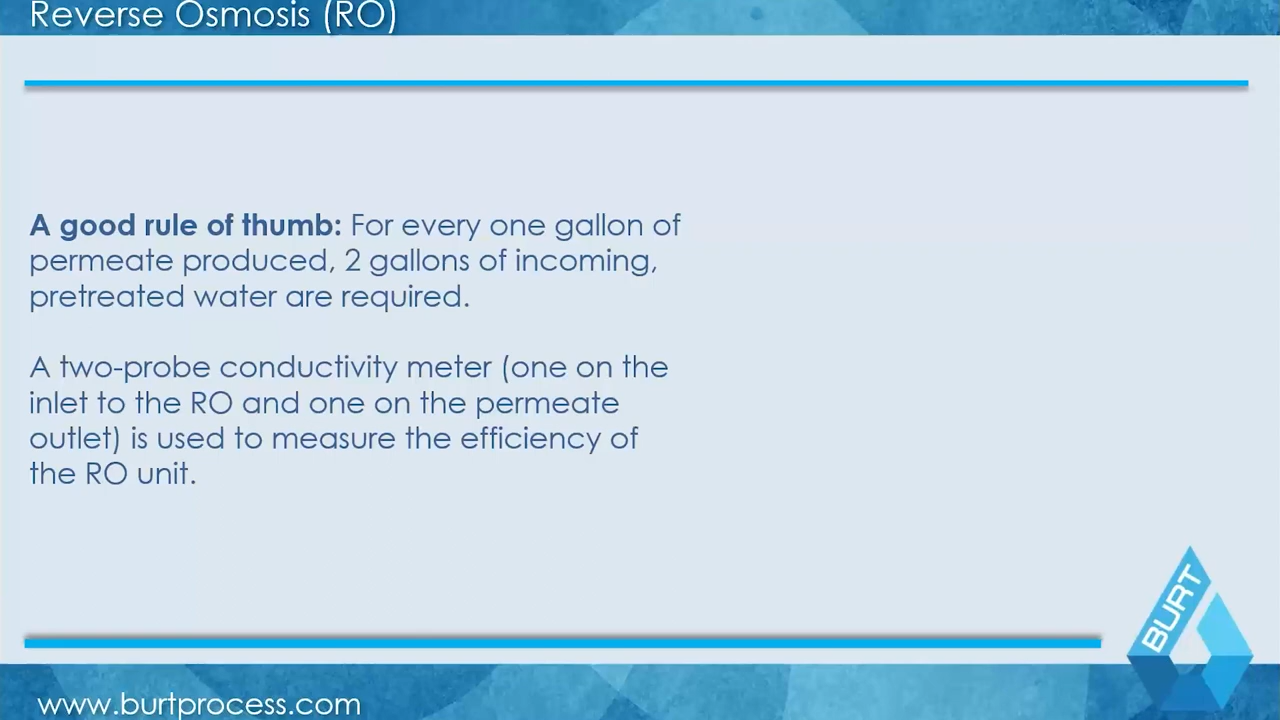 Reverse Osmosis (RO)
A good rule of thumb: For every one gallon of
permeate produced, 2 gallons of incoming,
pretreated water are required.
A two-probe conductivity meter (one on the
inlet to the RO and one on the permeate
outlet) is used to measure the efficiency of
the RO unit.
BURT
www.burtprocess.com